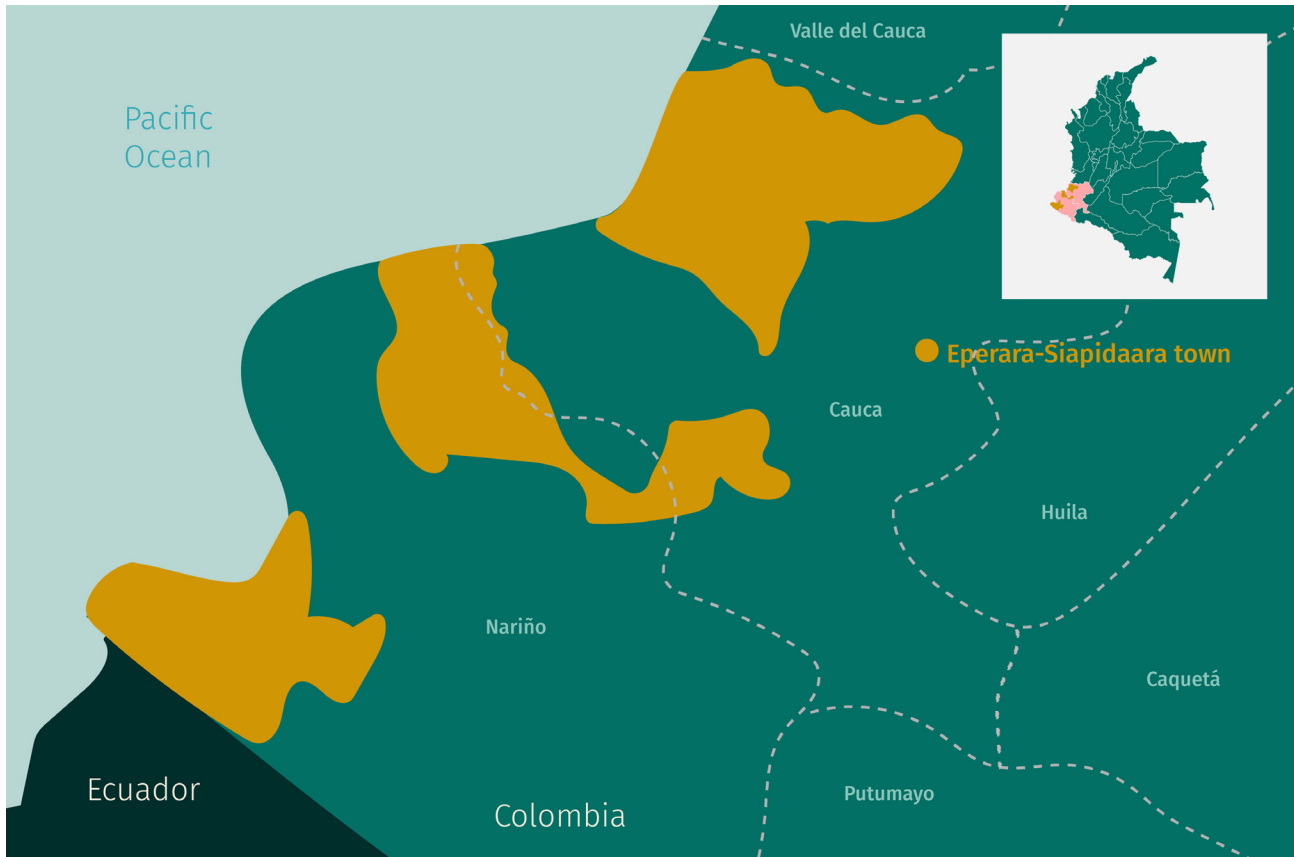 Valle del Cauca
Pacific
Ocean
Eperara-Siapidaara town
Cauca
Huila
Nariño
Caquetá
Ecuador
Putumayo
Colombia